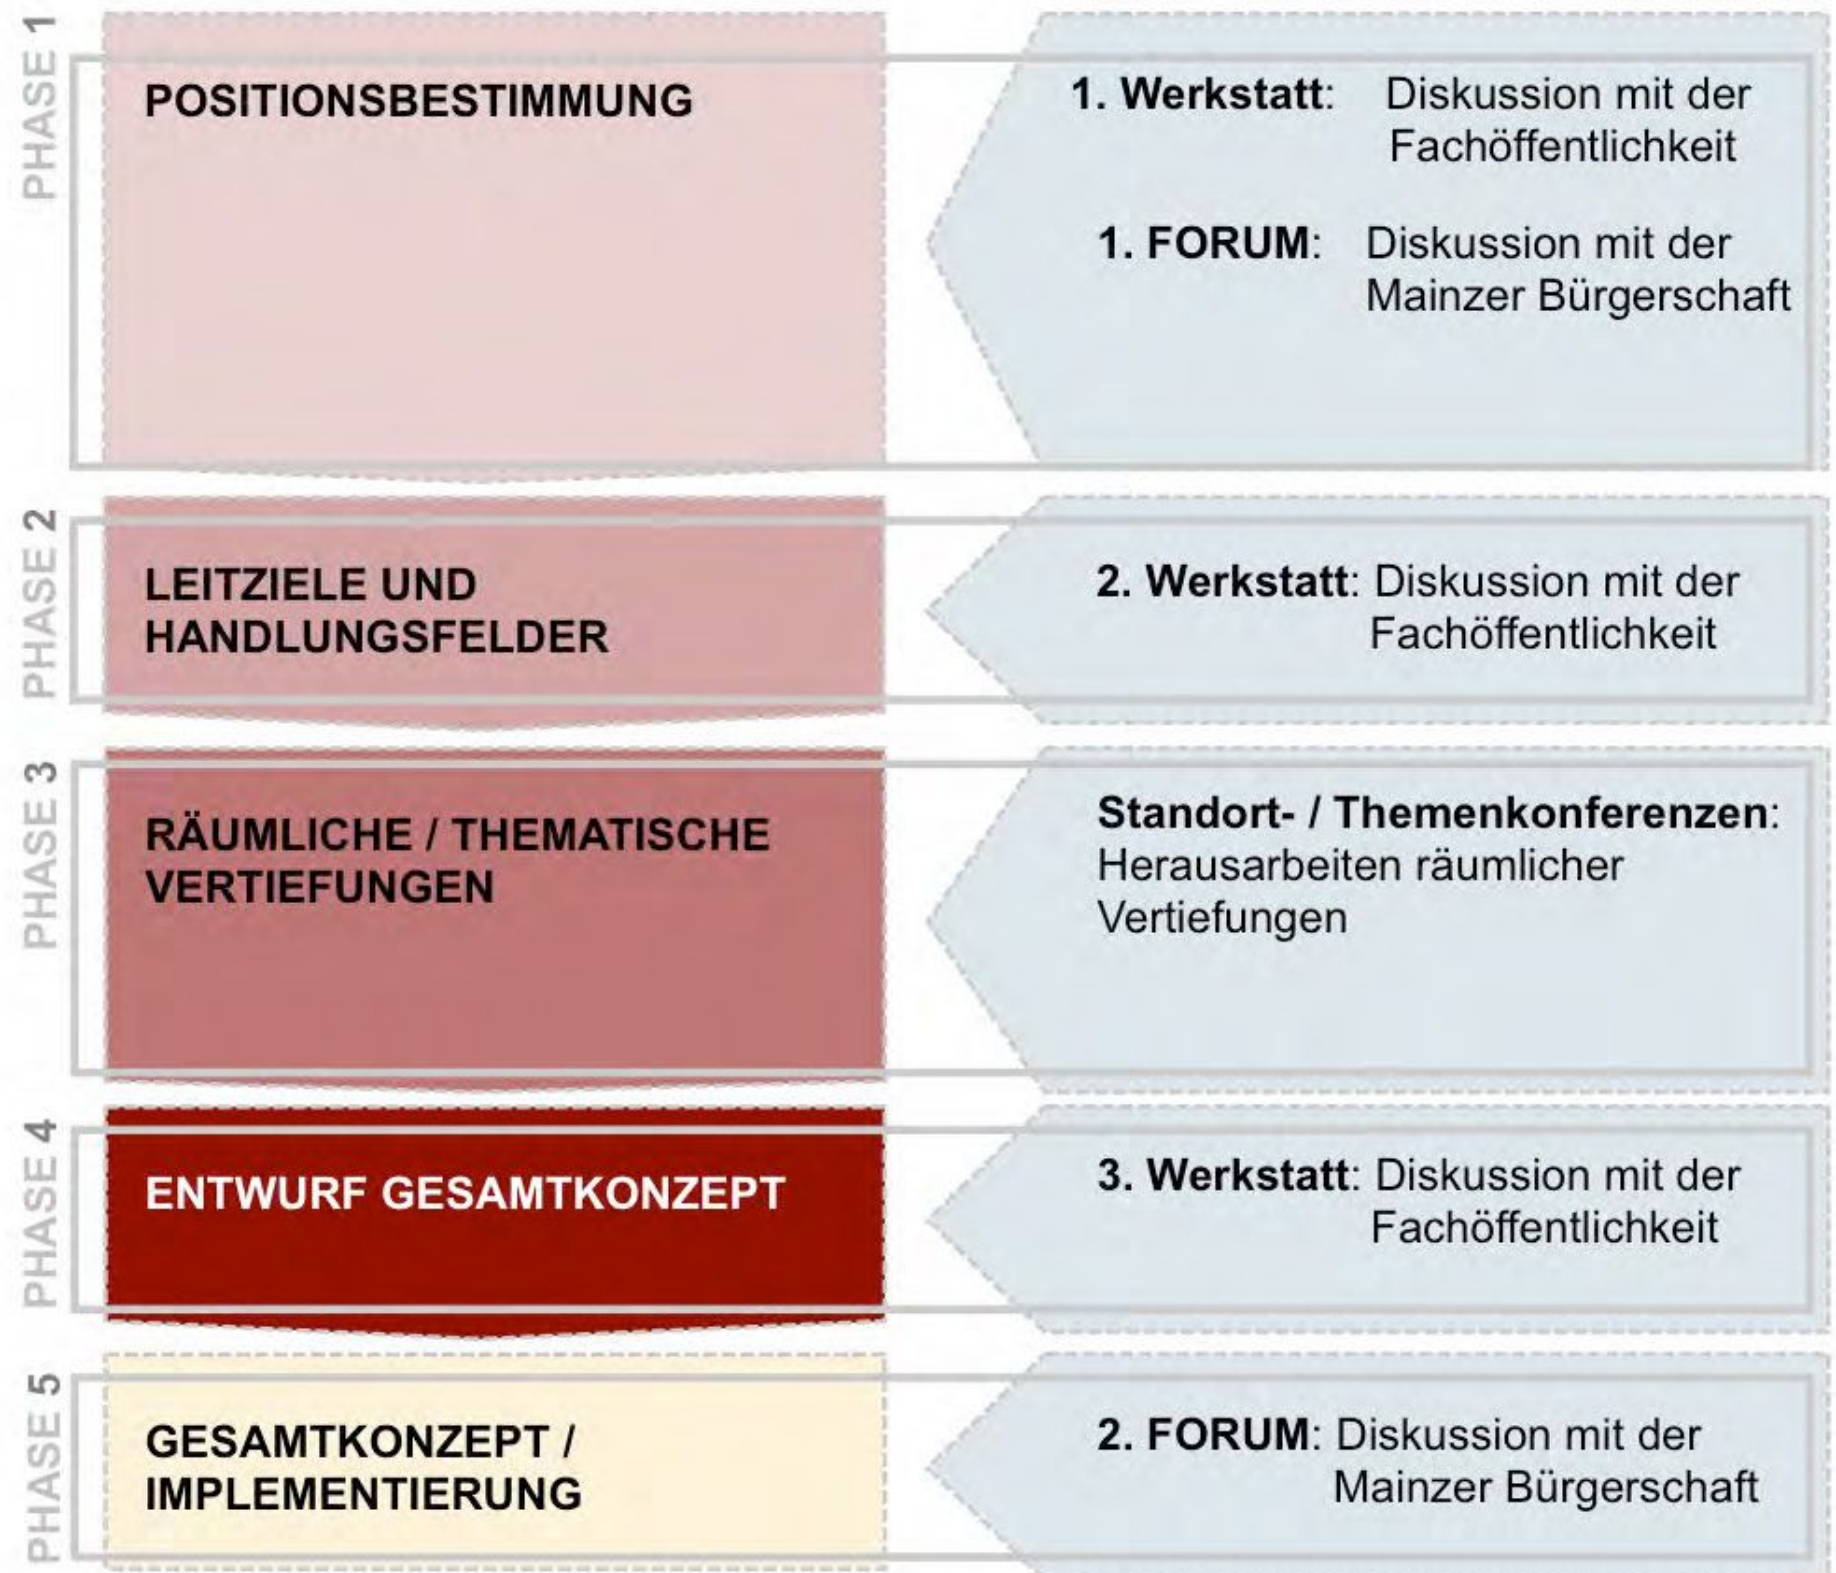 PHASE 1
POSITIONSBESTIMMUNG
1. Werkstatt: Diskussion mit der
Fachöffentlichkeit
1. FORUM: Diskussion mit der
Mainzer Bürgerschaft
PHASE 2
LEITZIELE UND
HANDLUNGSFELDER
2. Werkstatt: Diskussion mit der
Fachöffentlichkeit
PHASE 3
RÄUMLICHE / THEMATISCHE
VERTIEFUNGEN
Standort- / Themenkonferenzen:
Herausarbeiten räumlicher
Vertiefungen
PHASE 4
ENTWURF GESAMTKONZEPT
3. Werkstatt: Diskussion mit der
Fachöffentlichkeit
PHASE 5
GESAMTKONZEPT /
IMPLEMENTIERUNG
2. FORUM: Diskussion mit der
Mainzer Bürgerschaft